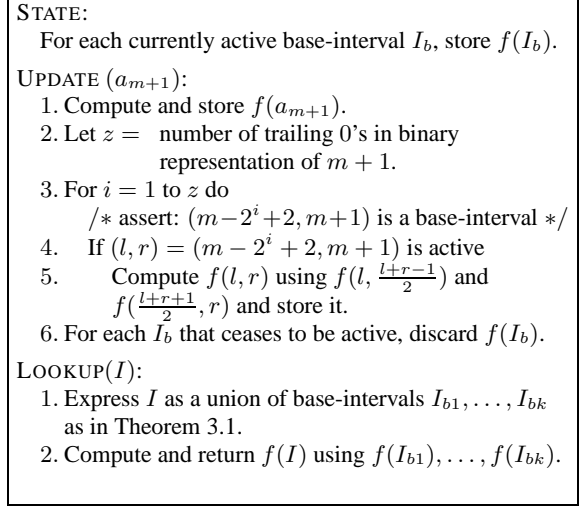 STATE:
For each currently active base-interval I_b, store f(I_b).
UPDATE (a_{m+1}):
1. Compute and store f(a_{m+1}).
2. Let z = number of trailing 0's in binary
representation of m + 1.
3. For i = 1 to z do
/* assert: (m−2^i+2, m+1) is a base-interval */
4. If (l, r) = (m − 2^i + 2, m + 1) is active
5. Compute f(l, r) using f(l, \frac{l+r−1}{2}) and
f(\frac{l+r+1}{2}, r) and store it.
6. For each I_b that ceases to be active, discard f(I_b).
LOOKUP(I):
1. Express I as a union of base-intervals I_{b1}, . . . , I_{bk}
as in Theorem 3.1.
2. Compute and return f(I) using f(I_{b1}), . . . , f(I_{bk}).